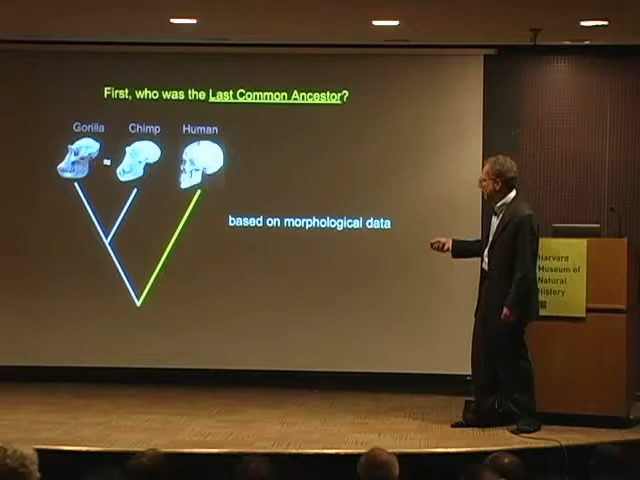 First, who was the Last Common Ancestor?
Gorilla Chimp Human
≈
based on morphological data
Harvard
Museum of
Natural
History